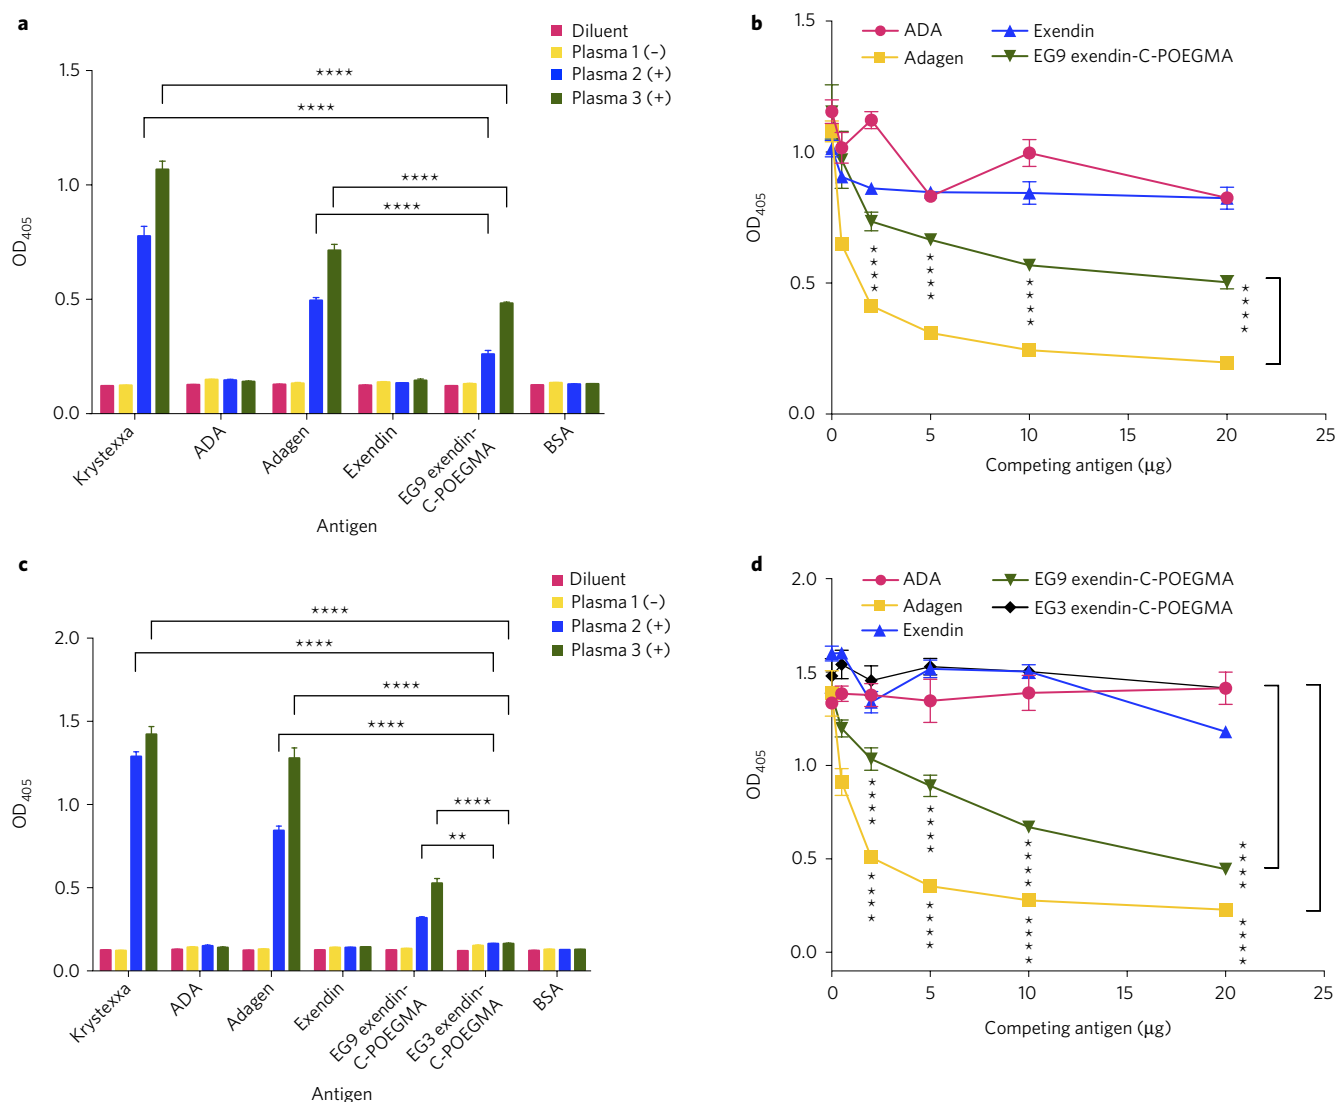 a
Diluent
Plasma 1 (−)
Plasma 2 (+)
Plasma 3 (+)
****
****
****
****
1.5
1.0
0.5
0.0
OD405
Krystexxa
ADA
Adagen
Exendin
EG9 exendin-
C-POEGMA
BSA
Antigen
b
ADA
Adagen
Exendin
EG9 exendin-C-POEGMA
1.5
1.0
0.5
0.0
OD405
****
****
****
****
0
5
10
15
20
25
Competing antigen (μg)
c
Diluent
Plasma 1 (−)
Plasma 2 (+)
Plasma 3 (+)
****
****
****
****
****
**
2.0
1.5
1.0
0.5
0.0
OD405
Krystexxa
ADA
Adagen
Exendin
EG9 exendin-
C-POEGMA
EG3 exendin-
C-POEGMA
BSA
Antigen
d
ADA
Adagen
Exendin
EG9 exendin-C-POEGMA
EG3 exendin-C-POEGMA
2.0
1.5
1.0
0.5
0.0
OD405
****
****
****
****
****
****
****
****
0
5
10
15
20
25
Competing antigen (μg)